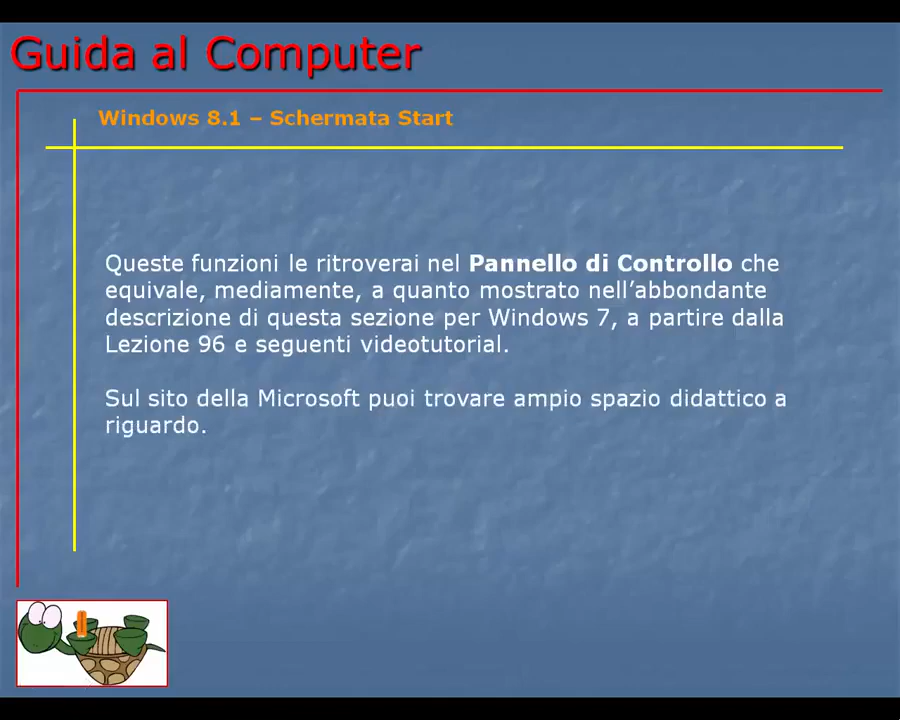 Guida al Computer
Windows 8.1 – Schermata Start
Queste funzioni le ritroverai nel Pannello di Controllo che
equivale, mediamente, a quanto mostrato nell’abbondante
descrizione di questa sezione per Windows 7, a partire dalla
Lezione 96 e seguenti videotutorial.
Sul sito della Microsoft puoi trovare ampio spazio didattico a
riguardo.